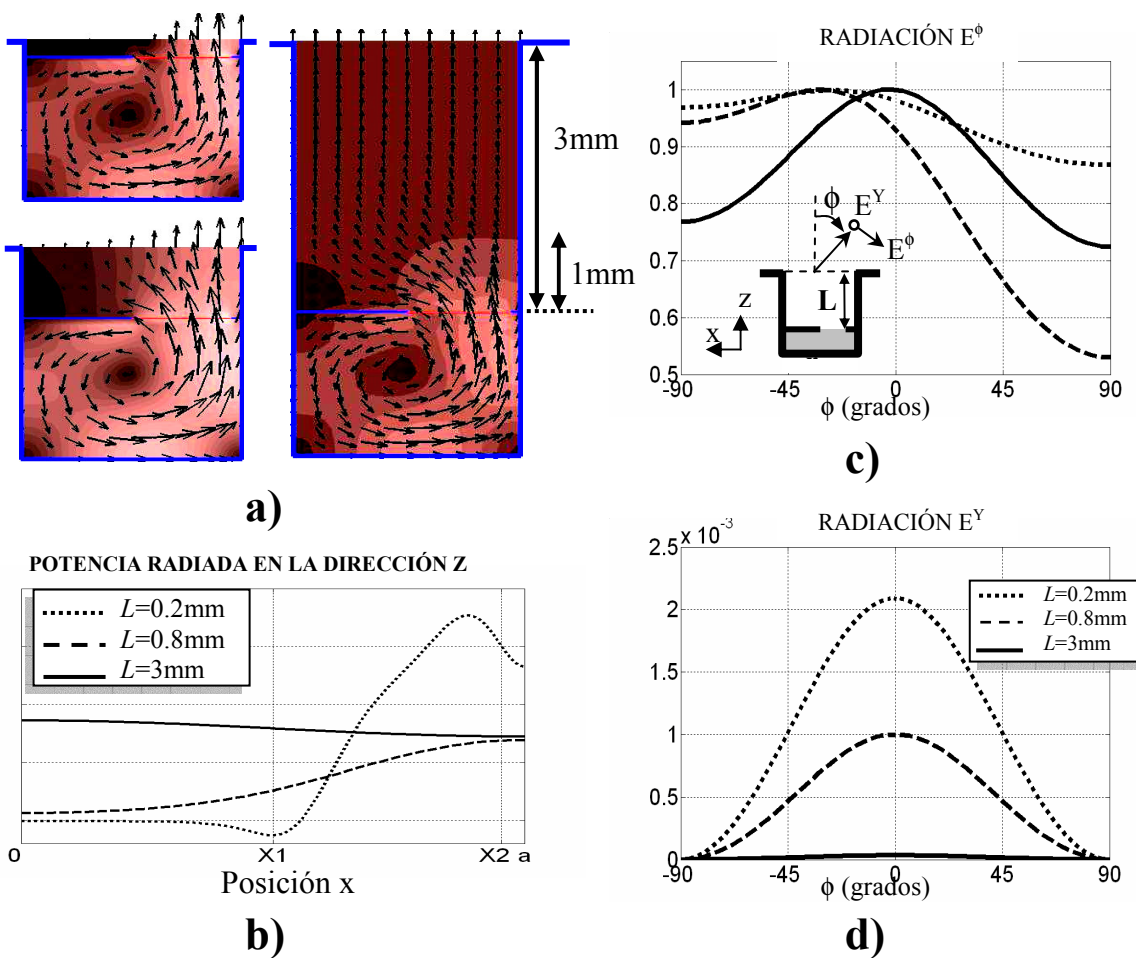 3mm
1mm
a)
POTENCIA RADIADA EN LA DIRECCIÓN Z
L=0.2mm
L=0.8mm
L=3mm
0 X1 X2 a
Posición x
b)
RADIACIÓN E^ϕ
1
0.9
0.8
0.7
0.6
0.5
ϕ
E^Y
E^ϕ
L
z
x
-90 -45 0 45 90
ϕ (grados)
c)
RADIACIÓN E^Y
x 10^-3
2.5
2
1.5
1
0.5
0
L=0.2mm
L=0.8mm
L=3mm
-90 -45 0 45 90
ϕ (grados)
d)